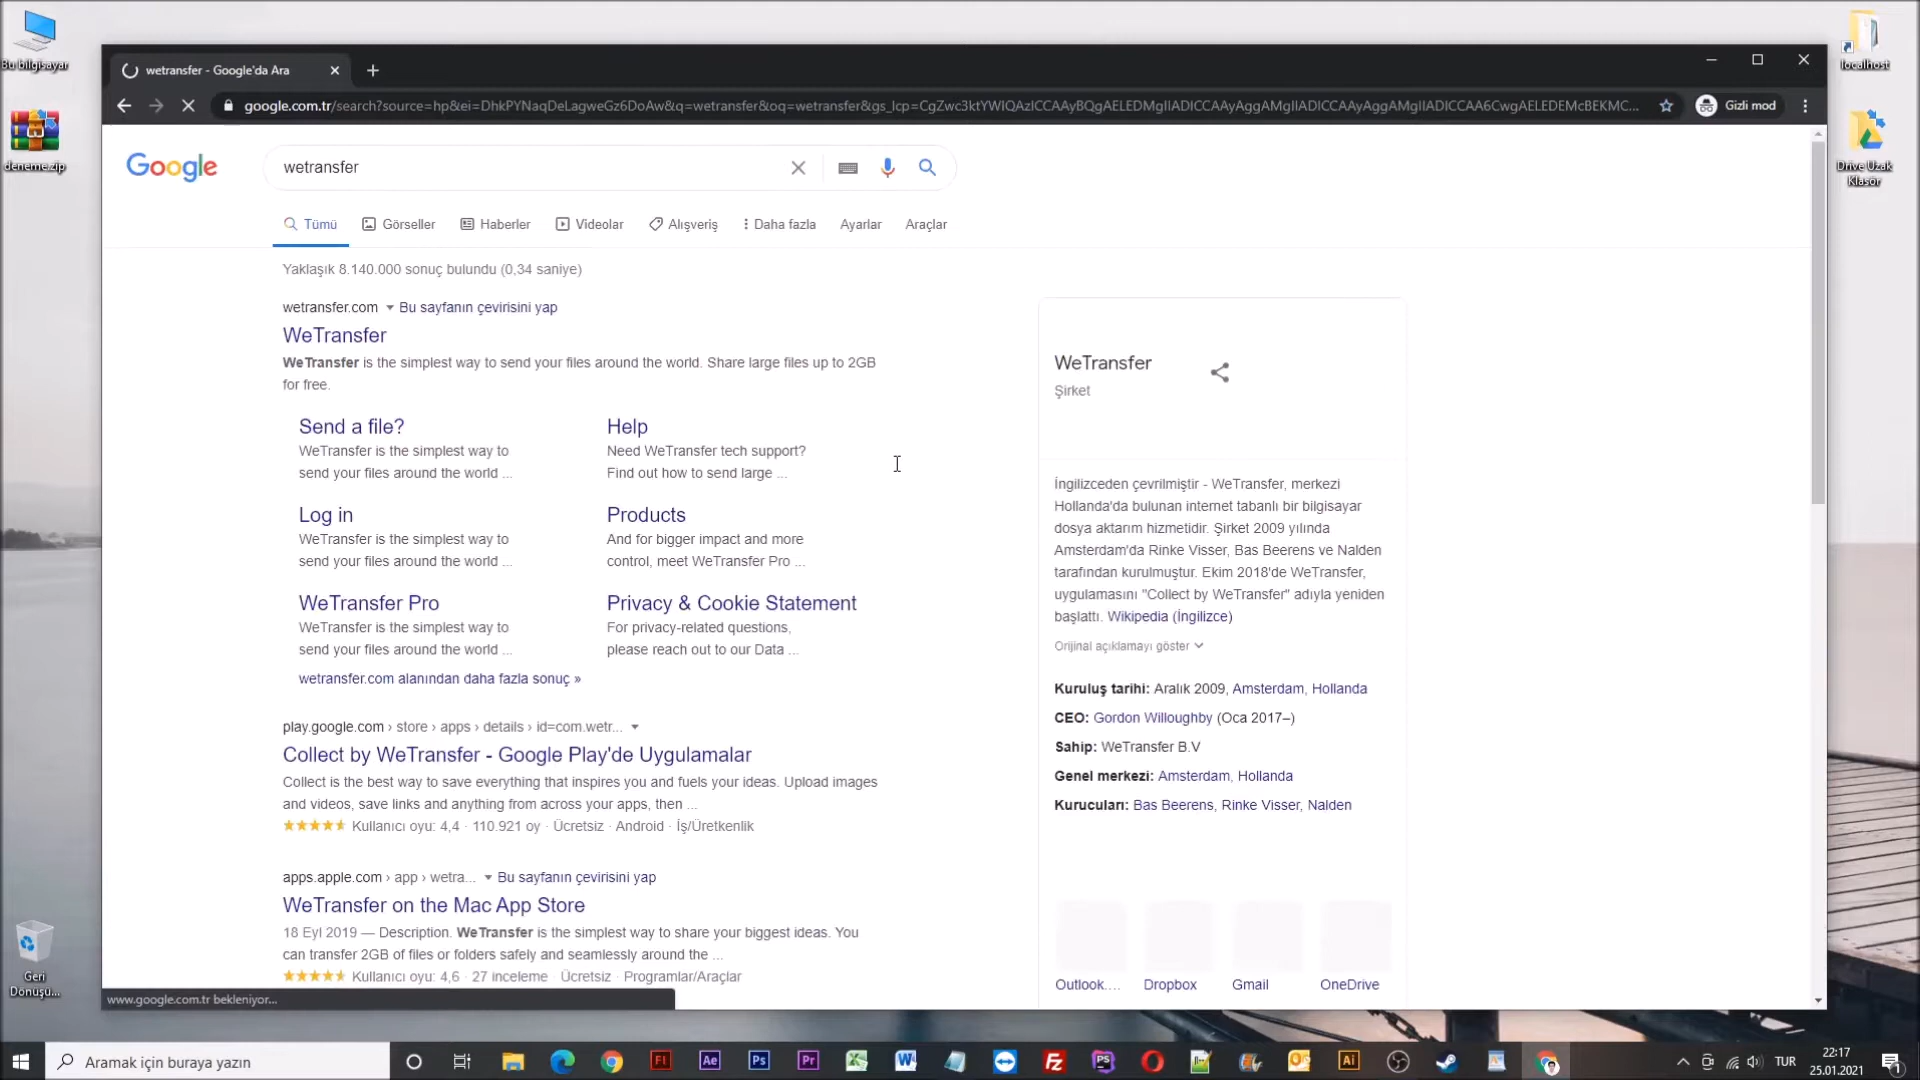 Bu bilgisayar
deneme.zip
Geri
Dönüşü...
localhost
Drive Uzak
Klasör
wetransfer - Google'da Ara
google.com.tr/search?source=hp&ei=DhkPYNaqDeLagweGz6DoAw&q=wetransfer&oq=wetransfer&gs_lcp=CgZwc3ktYWIQAzICCAAyBQgAELEDMgIIADICCAAyAggAMgIIADICCAAyAggAMgIIADICCAA6CwgAELEDEMcBEKMC...
Gizli mod
Google
wetransfer
Tümü
Görseller
Haberler
Videolar
Alışveriş
Daha fazla
Ayarlar
Araçlar
Yaklaşık 8.140.000 sonuç bulundu (0,34 saniye)
wetransfer.com Bu sayfanın çevirisini yap
WeTransfer
WeTransfer is the simplest way to send your files around the world. Share large files up to 2GB
for free.
Send a file?
WeTransfer is the simplest way to
send your files around the world ...
Help
Need WeTransfer tech support?
Find out how to send large ...
Log in
WeTransfer is the simplest way to
send your files around the world ...
Products
And for bigger impact and more
control, meet WeTransfer Pro ...
WeTransfer Pro
WeTransfer is the simplest way to
send your files around the world ...
Privacy & Cookie Statement
For privacy-related questions,
please reach out to our Data ...
wetransfer.com alanından daha fazla sonuç »
play.google.com › store › apps › details › id=com.wetr...
Collect by WeTransfer - Google Play'de Uygulamalar
Collect is the best way to save everything that inspires you and fuels your ideas. Upload images
and videos, save links and anything from across your apps, then ...
Kullanıcı oyu: 4,4 · 110.921 oy · Ücretsiz · Android · İş/Üretkenlik
apps.apple.com › app › wetra... Bu sayfanın çevirisini yap
WeTransfer on the Mac App Store
18 Eyl 2019 — Description. WeTransfer is the simplest way to share your biggest ideas. You
can transfer 2GB of files or folders safely and seamlessly around the ...
Kullanıcı oyu: 4,6 · 27 inceleme · Ücretsiz · Programlar/Araçlar
WeTransfer
Şirket
İngilizceden çevrilmiştir - WeTransfer, merkezi
Hollanda'da bulunan internet tabanlı bir bilgisayar
dosya aktarım hizmetidir. Şirket 2009 yılında
Amsterdam'da Rinke Visser, Bas Beerens ve Nalden
tarafından kurulmuştur. Ekim 2018'de WeTransfer,
uygulamasını "Collect by WeTransfer" adıyla yeniden
başlattı. Wikipedia (İngilizce)
Orijinal açıklamayı göster
Kuruluş tarihi: Aralık 2009, Amsterdam, Hollanda
CEO: Gordon Willoughby (Oca 2017–)
Sahip: WeTransfer B.V
Genel merkezi: Amsterdam, Hollanda
Kurucuları: Bas Beerens, Rinke Visser, Nalden
Outlook....
Dropbox
Gmail
OneDrive
www.google.com.tr bekleniyor...
Aramak için buraya yazın
Fl
Ae
Ps
Pr
Ai
TUR
22:17
25.01.2021
1